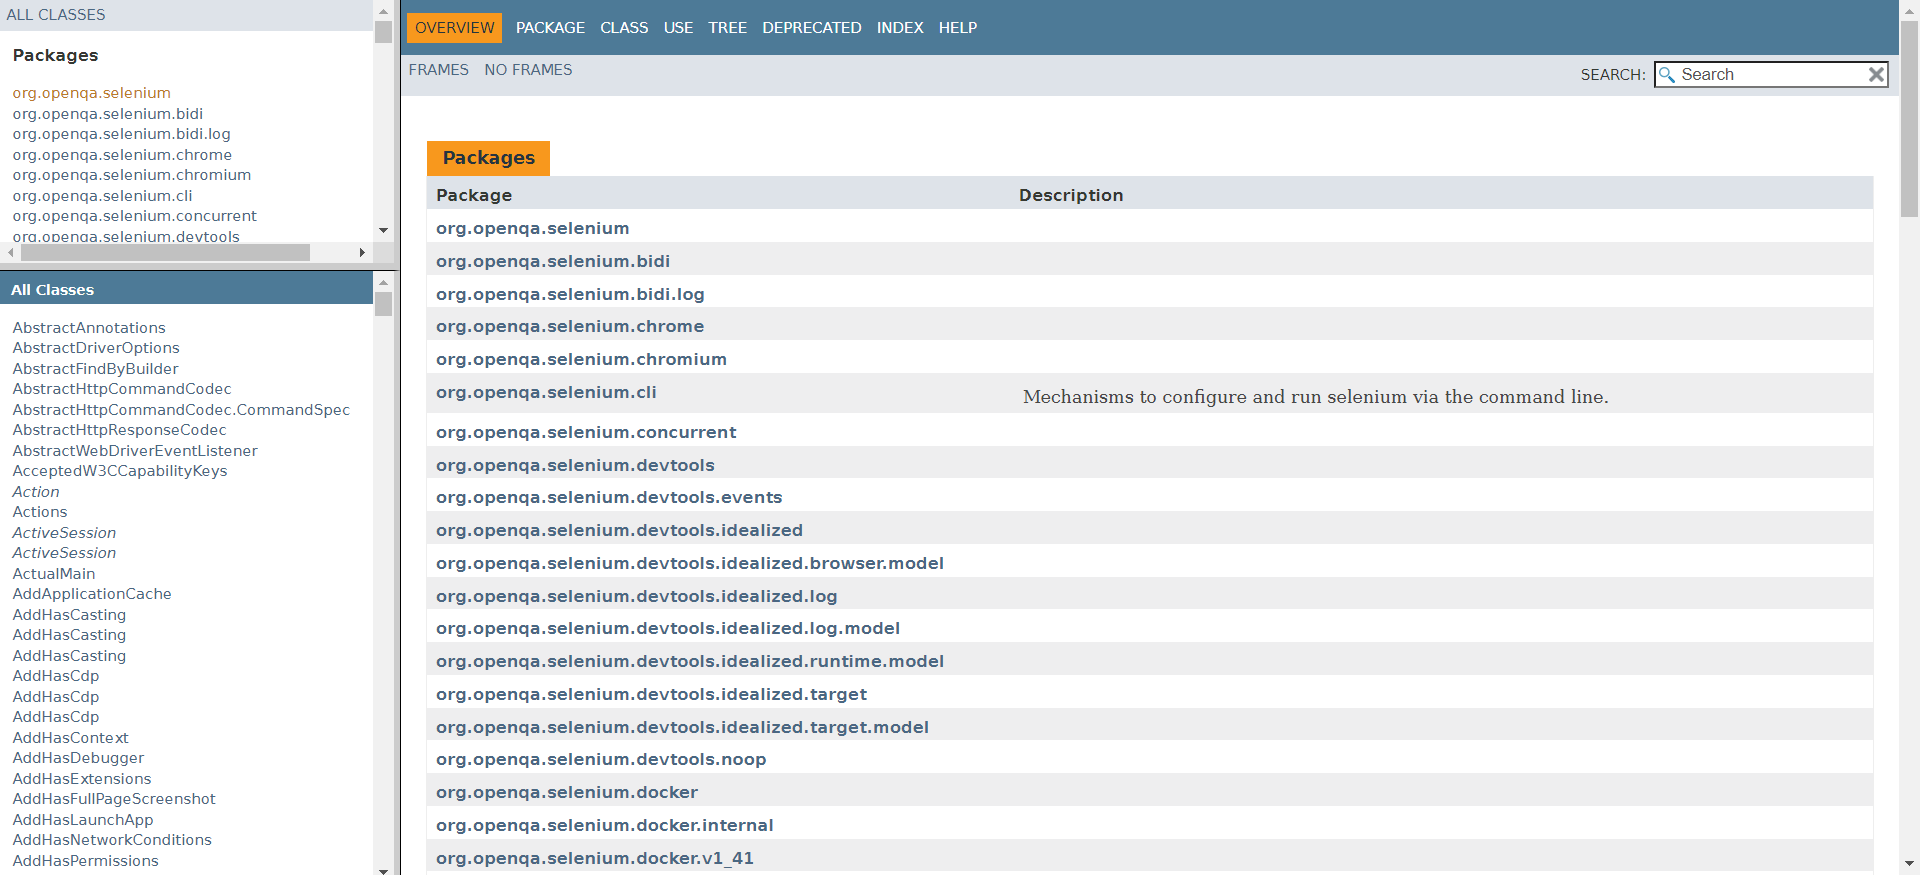 ALL CLASSES
Packages
org.openqa.selenium
org.openqa.selenium.bidi
org.openqa.selenium.bidi.log
org.openqa.selenium.chrome
org.openqa.selenium.chromium
org.openqa.selenium.cli
org.openqa.selenium.concurrent
org.openqa.selenium.devtools
All Classes
AbstractAnnotations
AbstractDriverOptions
AbstractFindByBuilder
AbstractHttpCommandCodec
AbstractHttpCommandCodec.CommandSpec
AbstractHttpResponseCodec
AbstractWebDriverEventListener
AcceptedW3CCapabilityKeys
Action
Actions
ActiveSession
ActiveSession
ActualMain
AddApplicationCache
AddHasCasting
AddHasCasting
AddHasCasting
AddHasCdp
AddHasCdp
AddHasCdp
AddHasContext
AddHasDebugger
AddHasExtensions
AddHasFullPageScreenshot
AddHasLaunchApp
AddHasNetworkConditions
AddHasPermissions
OVERVIEW PACKAGE CLASS USE TREE DEPRECATED INDEX HELP
FRAMES NO FRAMES
SEARCH: Search
Packages
Package Description
org.openqa.selenium
org.openqa.selenium.bidi
org.openqa.selenium.bidi.log
org.openqa.selenium.chrome
org.openqa.selenium.chromium
org.openqa.selenium.cli Mechanisms to configure and run selenium via the command line.
org.openqa.selenium.concurrent
org.openqa.selenium.devtools
org.openqa.selenium.devtools.events
org.openqa.selenium.devtools.idealized
org.openqa.selenium.devtools.idealized.browser.model
org.openqa.selenium.devtools.idealized.log
org.openqa.selenium.devtools.idealized.log.model
org.openqa.selenium.devtools.idealized.runtime.model
org.openqa.selenium.devtools.idealized.target
org.openqa.selenium.devtools.idealized.target.model
org.openqa.selenium.devtools.noop
org.openqa.selenium.docker
org.openqa.selenium.docker.internal
org.openqa.selenium.docker.v1_41